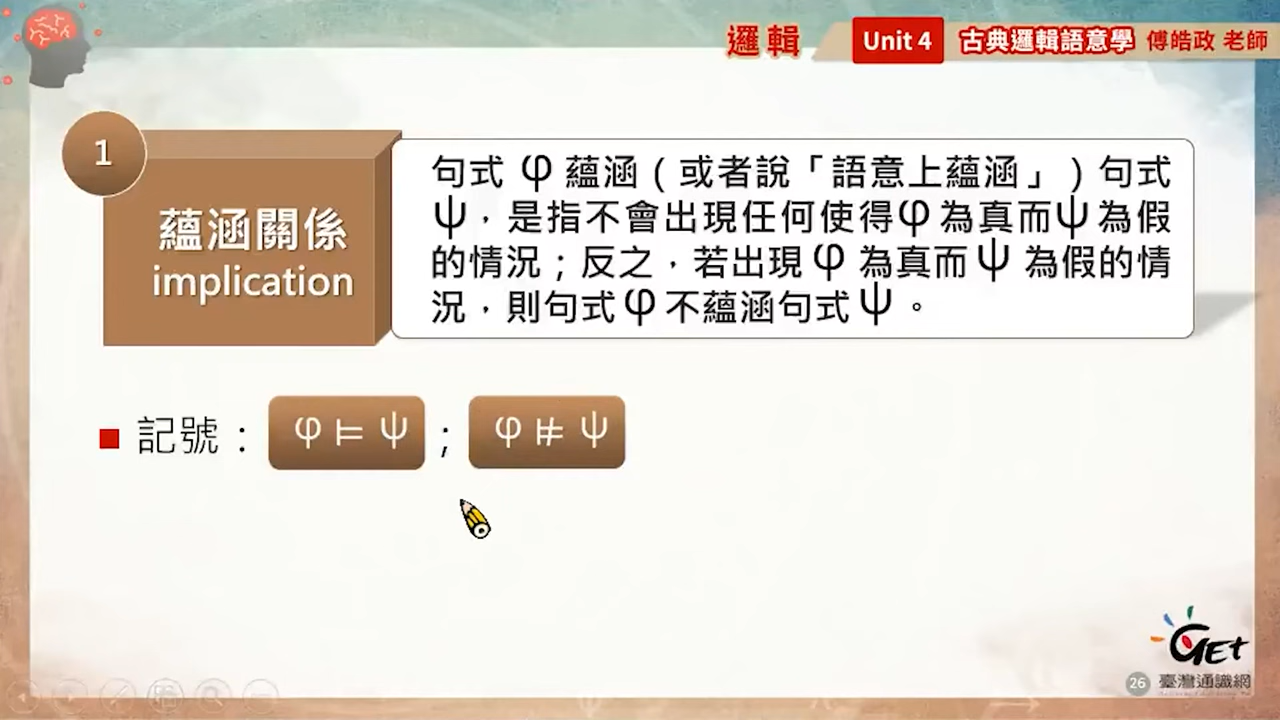 邏輯
Unit 4
古典邏輯語意學 傅皓政 老師
1
蘊涵關係
implication
句式 φ 蘊涵（或者說「語意上蘊涵」）句式
ψ，是指不會出現任何使得φ 為真而ψ 為假
的情況；反之，若出現 φ 為真而 ψ 為假的情
況，則句式 φ 不蘊涵句式 ψ 。
記號：
φ ⊨ ψ ; φ ⊭ ψ
GET
26 臺灣通識網